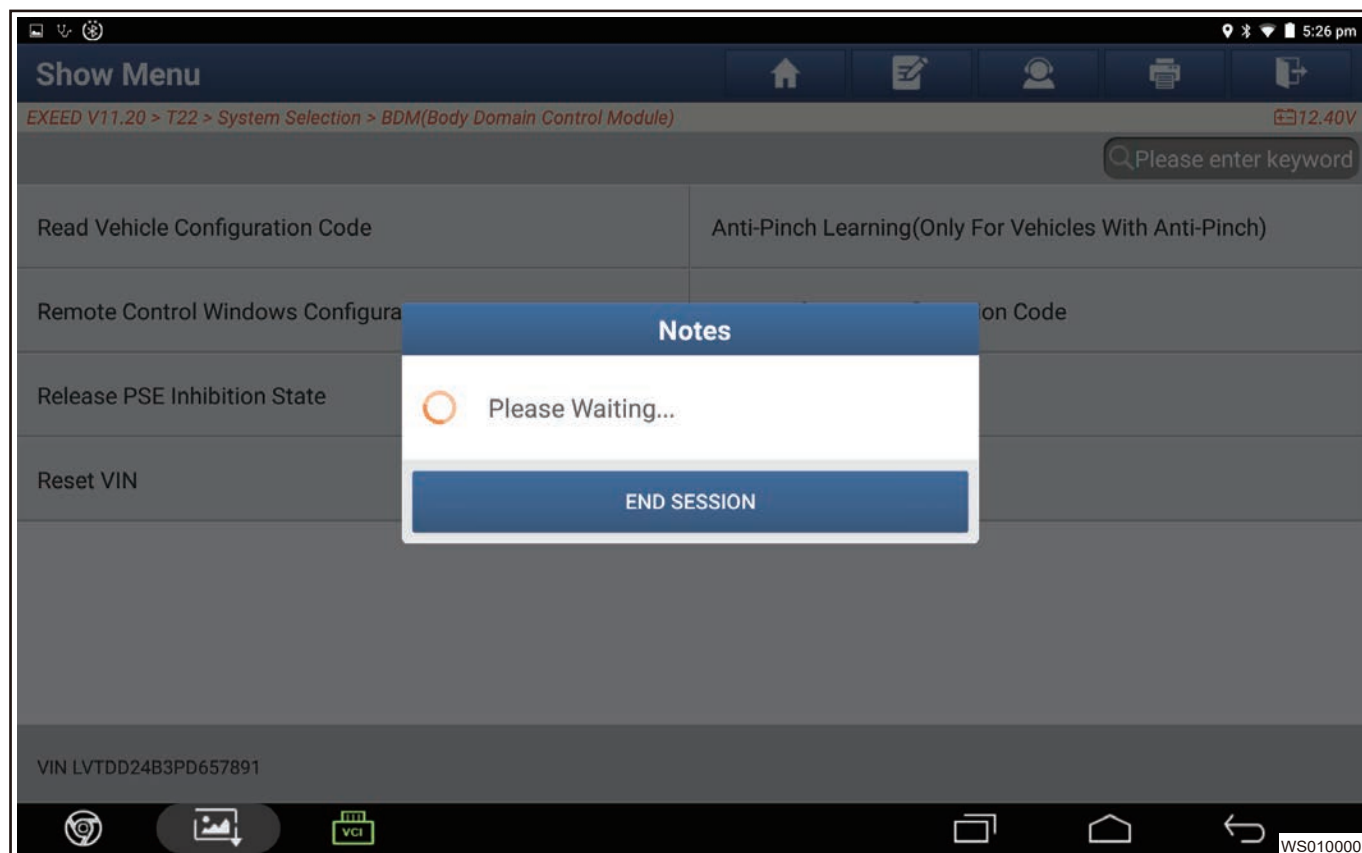 5:26 pm
Show Menu
EXEED V11.20 > T22 > System Selection > BDM(Body Domain Control Module)
12.40V
Please enter keyword
Read Vehicle Configuration Code
Anti-Pinch Learning(Only For Vehicles With Anti-Pinch)
Remote Control Windows Configura
on Code
Notes
Release PSE Inhibition State
Please Waiting...
Reset VIN
END SESSION
VIN LVTDD24B3PD657891
VCI
WS010000